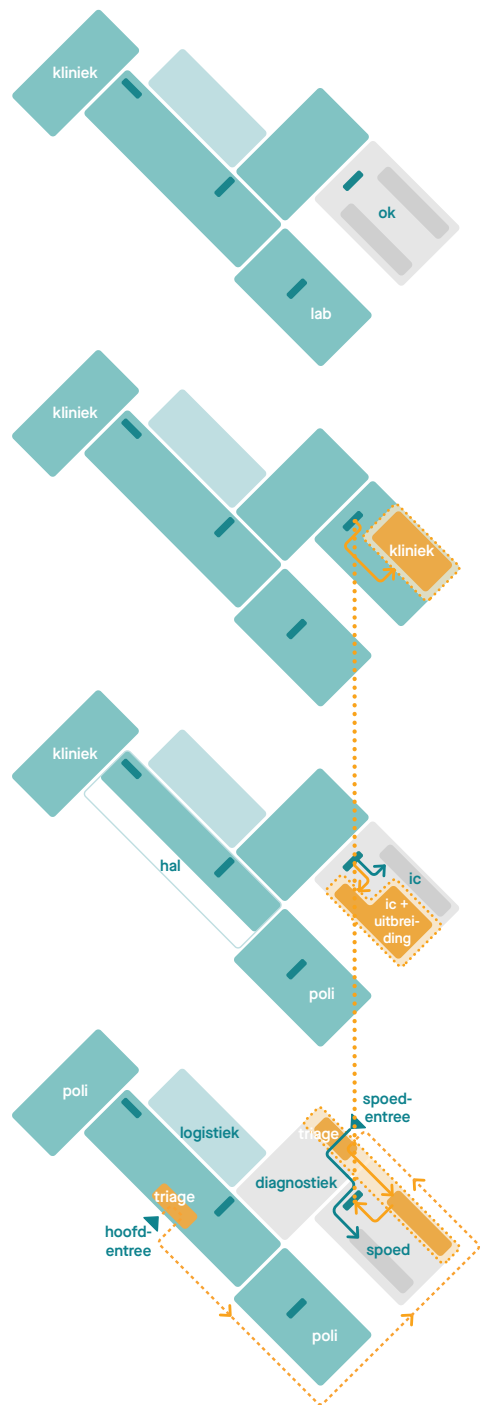 kliniek
ok
lab
kliniek
kliniek
kliniek
hal
ic
ic +
uitbrei-
ding
poli
spoed-
entree
poli
logistiek
triage
diagnostiek
triage
hoofd-
entree
spoed
poli